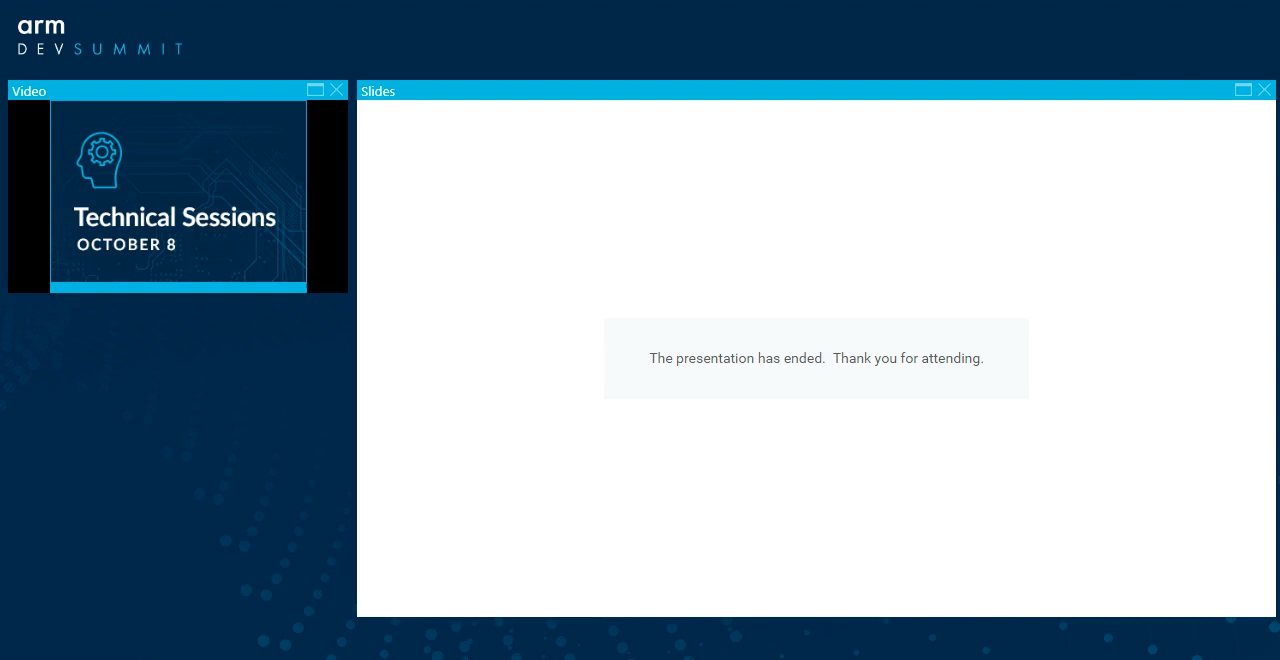 arm
DEVSUMMIT
Video
Technical Sessions
OCTOBER 8
Slides
The presentation has ended.  Thank you for attending.